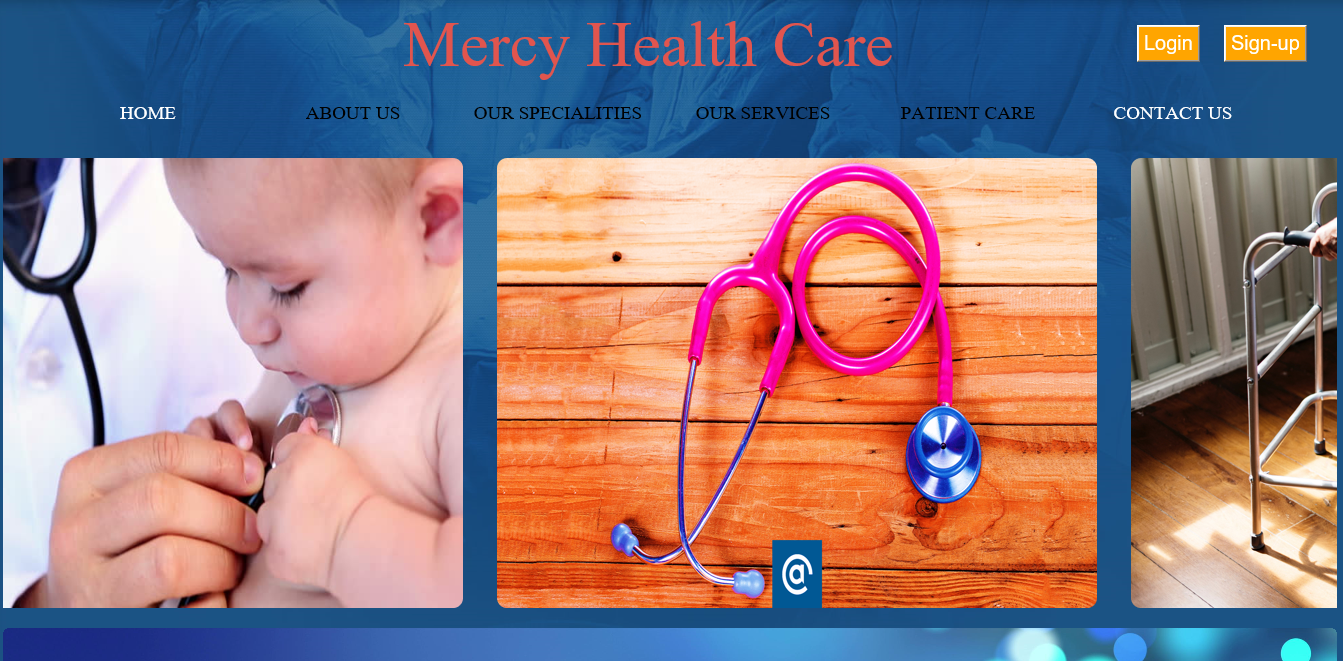 Mercy Health Care
Login Sign-up
HOME ABOUT US OUR SPECIALITIES OUR SERVICES PATIENT CARE CONTACT US
@